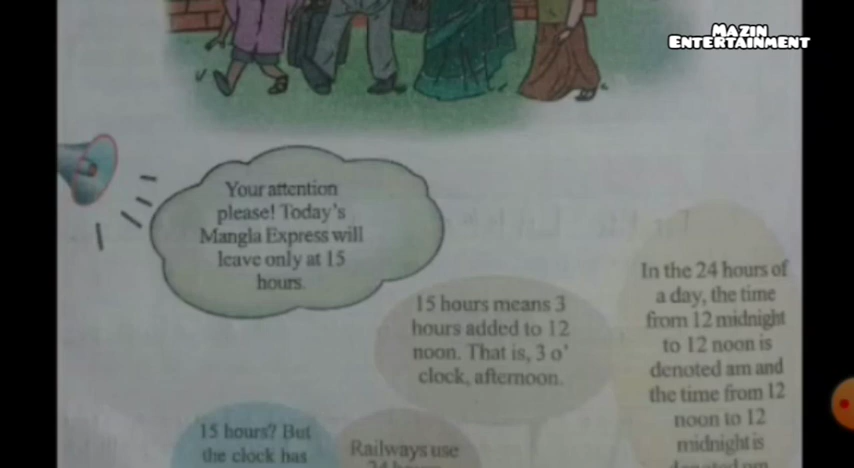 MAZIN
ENTERTAINMENT
Your attention
please! Today's
Mangla Express will
leave only at 15
hours.
15 hours means 3
hours added to 12
noon. That is, 3 o'
clock, afternoon.
In the 24 hours of
a day, the time
from 12 midnight
to 12 noon is
denoted am and
the time from 12
noon to 12
midnight is
15 hours? But
the clock has
Railways use